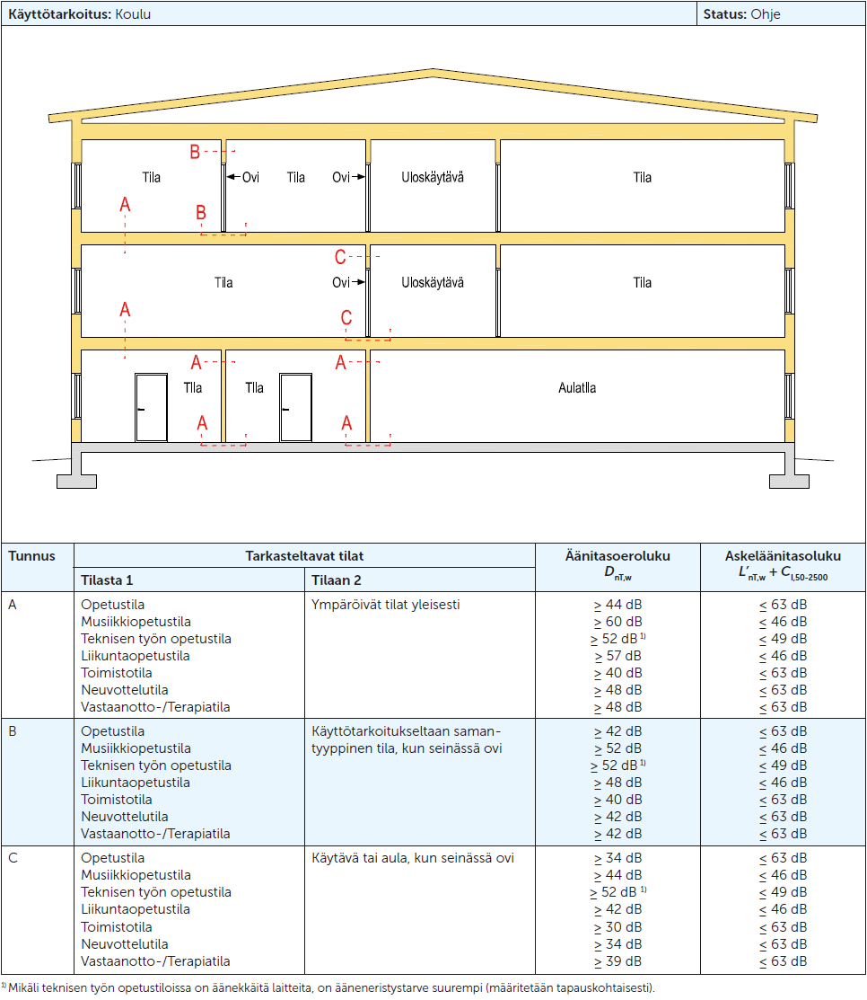 Käyttötarkoitus: Koulu Status: Ohje
B
Tila Ovi Tila Ovi Uloskäytävä Tila
A B
C
Tila Ovi Uloskäytävä Tila
A C
A A
Tila Tila Aulatila
A A
Tunnus Tarkasteltavat tilat Äänitasoeroluku Askeläänitasoluku
Tilasta 1 Tilaan 2 DnT,w L’nT,w + CI,50-2500
A Opetustila Ympäröivät tilat yleisesti ≥ 44 dB ≤ 63 dB
Musiikkiopetustila ≥ 60 dB ≤ 46 dB
Teknisen työn opetustila ≥ 52 dB 1) ≤ 49 dB
Liikuntaopetustila ≥ 57 dB ≤ 46 dB
Toimistotila ≥ 40 dB ≤ 63 dB
Neuvottelutila ≥ 48 dB ≤ 63 dB
Vastaanotto-/Terapiatila ≥ 48 dB ≤ 63 dB
B Opetustila Käyttötarkoitukseltaan saman- ≥ 42 dB ≤ 63 dB
Musiikkiopetustila tyyppinen tila, kun seinässä ovi ≥ 52 dB ≤ 46 dB
Teknisen työn opetustila ≥ 52 dB 1) ≤ 49 dB
Liikuntaopetustila ≥ 48 dB ≤ 46 dB
Toimistotila ≥ 40 dB ≤ 63 dB
Neuvottelutila ≥ 42 dB ≤ 63 dB
Vastaanotto-/Terapiatila ≥ 42 dB ≤ 63 dB
C Opetustila Käytävä tai aula, kun seinässä ovi ≥ 34 dB ≤ 63 dB
Musiikkiopetustila ≥ 44 dB ≤ 46 dB
Teknisen työn opetustila ≥ 52 dB 1) ≤ 49 dB
Liikuntaopetustila ≥ 42 dB ≤ 46 dB
Toimistotila ≥ 30 dB ≤ 63 dB
Neuvottelutila ≥ 34 dB ≤ 63 dB
Vastaanotto-/Terapiatila ≥ 39 dB ≤ 63 dB
1) Mikäli teknisen työn opetustiloissa on äänekkäitä laitteita, on ääneneristystarve suurempi (määritetään tapauskohtaisesti).